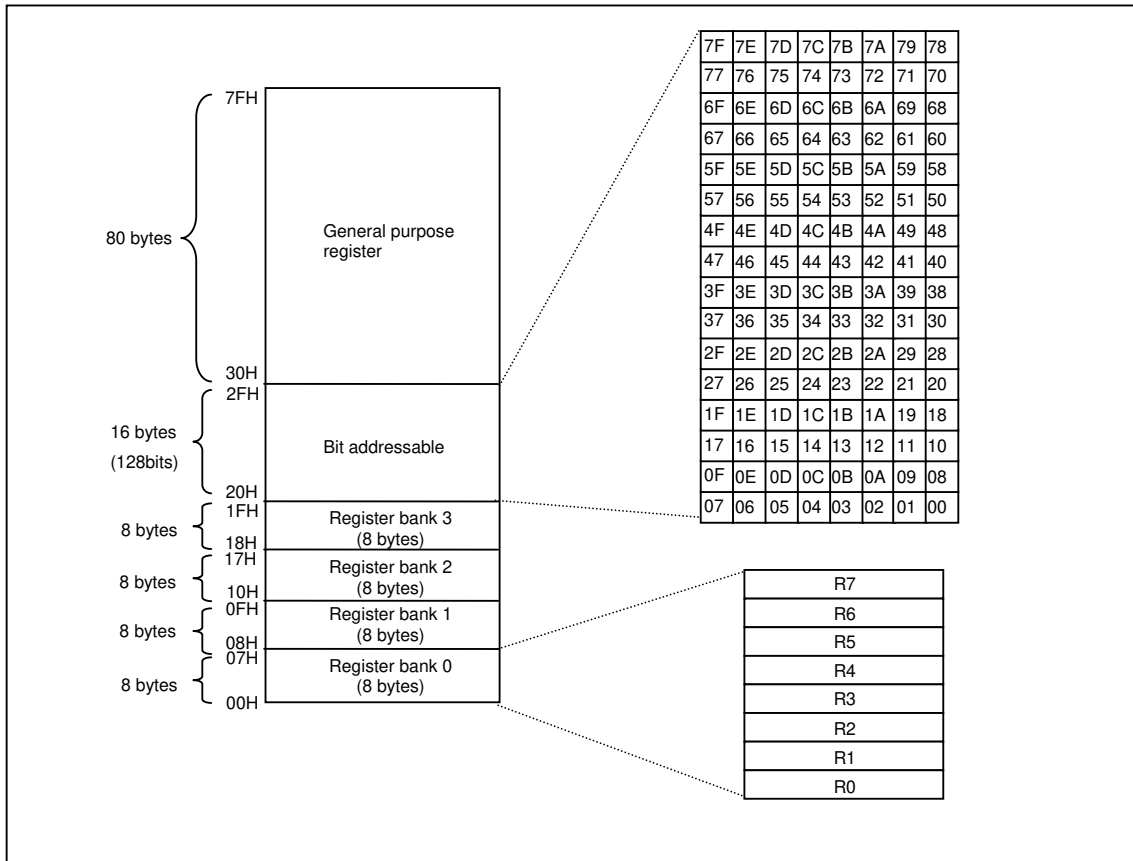 7FH
80 bytes
General purpose
register
30H
2FH
16 bytes
(128bits)
Bit addressable
20H
1FH
8 bytes
Register bank 3
(8 bytes)
18H
17H
8 bytes
Register bank 2
(8 bytes)
10H
0FH
8 bytes
Register bank 1
(8 bytes)
08H
07H
8 bytes
Register bank 0
(8 bytes)
00H
7F 7E 7D 7C 7B 7A 79 78
77 76 75 74 73 72 71 70
6F 6E 6D 6C 6B 6A 69 68
67 66 65 64 63 62 61 60
5F 5E 5D 5C 5B 5A 59 58
57 56 55 54 53 52 51 50
4F 4E 4D 4C 4B 4A 49 48
47 46 45 44 43 42 41 40
3F 3E 3D 3C 3B 3A 39 38
37 36 35 34 33 32 31 30
2F 2E 2D 2C 2B 2A 29 28
27 26 25 24 23 22 21 20
1F 1E 1D 1C 1B 1A 19 18
17 16 15 14 13 12 11 10
0F 0E 0D 0C 0B 0A 09 08
07 06 05 04 03 02 01 00
R7
R6
R5
R4
R3
R2
R1
R0